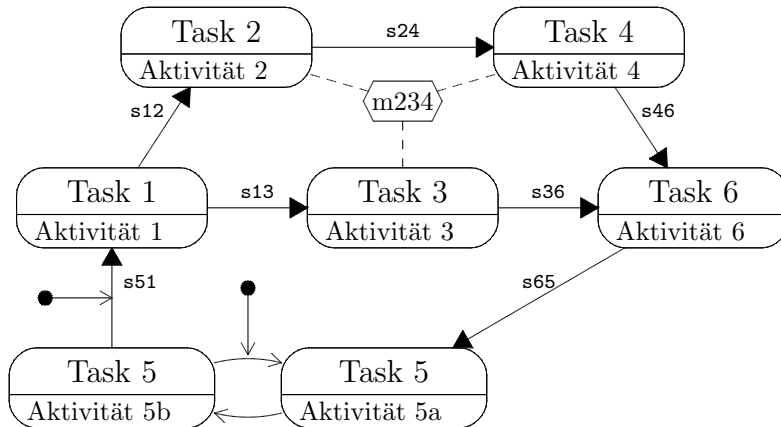 Task 2
Aktivität 2
s24
Task 4
Aktivität 4
m234
s12
s46
Task 1
Aktivität 1
s13
Task 3
Aktivität 3
s36
Task 6
Aktivität 6
s51
s65
Task 5
Aktivität 5b
Task 5
Aktivität 5a